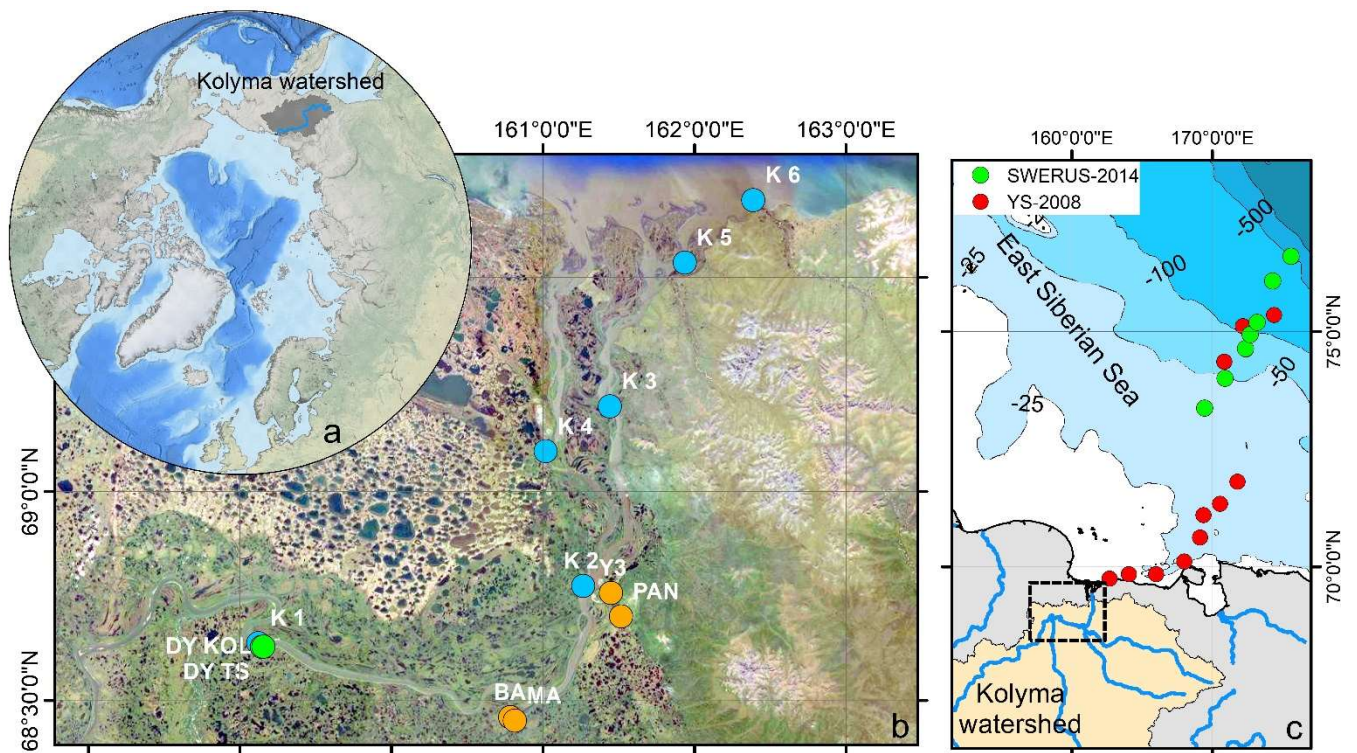 Kolyma watershed
a
161°0'0"E
162°0'0"E
163°0'0"E
69°0'0"N
68°30'0"N
K 6
K 5
K 3
K 4
K 2
Y3
PAN
K 1
DY KOL
DY TS
BA
MA
b
160°0'0"E
170°0'0"E
SWERUS-2014
YS-2008
-500
-100
-25
-50
-25
East Siberian Sea
75°0'0"N
70°0'0"N
Kolyma
watershed
c